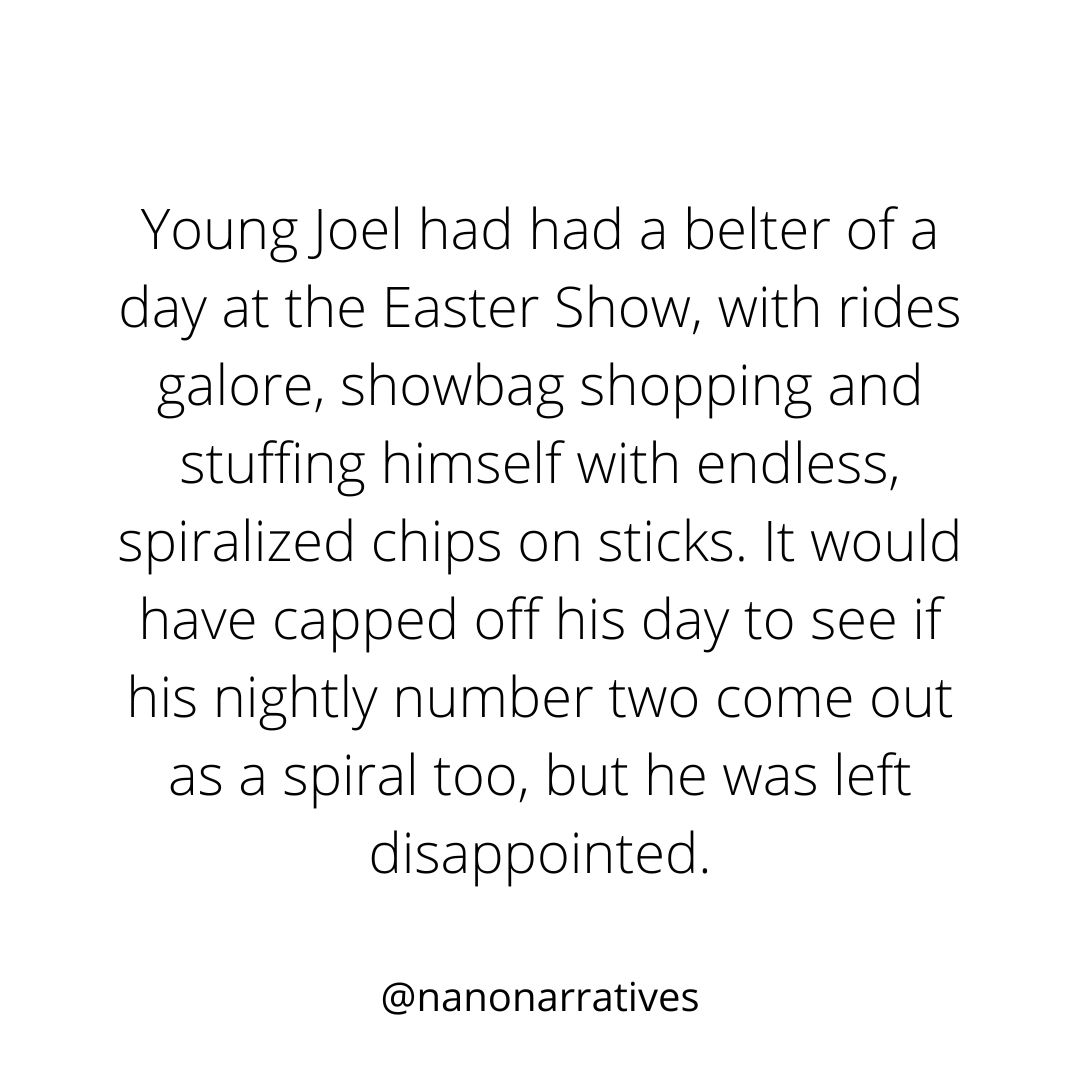 Young Joel had had a belter of a
day at the Easter Show, with rides
galore, showbag shopping and
stuffing himself with endless,
spiralized chips on sticks. It would
have capped off his day to see if
his nightly number two come out
as a spiral too, but he was left
disappointed.
@nanonarratives